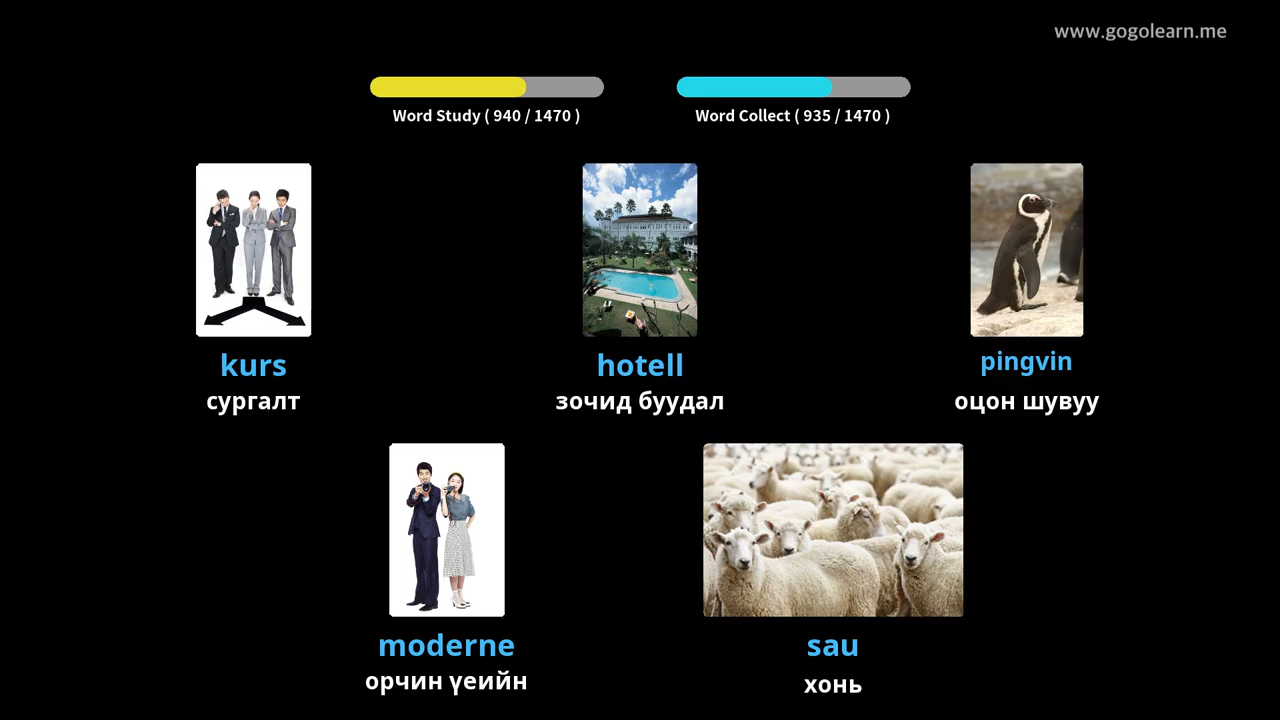 www.gogolearn.me
Word Study ( 940 / 1470 )
Word Collect ( 935 / 1470 )
kurs
сургалт
hotell
зочид буудал
pingvin
оцон шувуу
moderne
орчин үеийн
sau
хонь